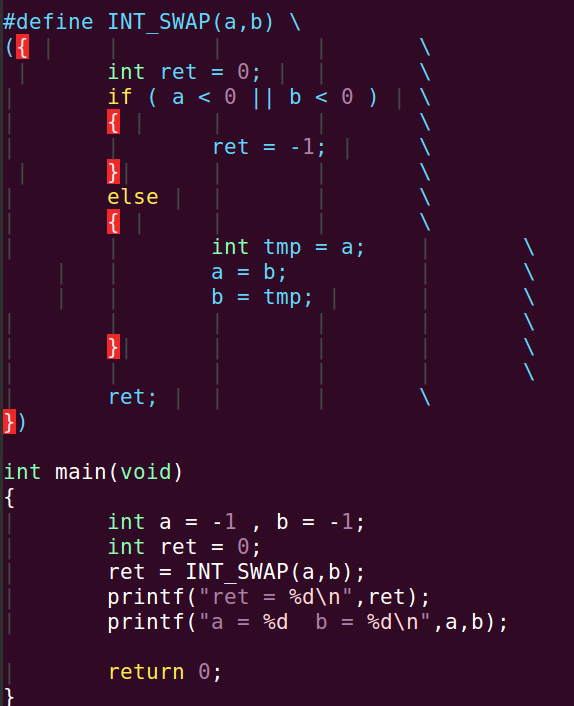 #define INT_SWAP(a,b) \
({ \
int ret = 0; \
if ( a < 0 || b < 0 ) \
{ \
ret = -1; \
} \
else \
{ \
int tmp = a; \
a = b; \
b = tmp; \
\
} \
\
ret; \
})
int main(void)
{
int a = -1 , b = -1;
int ret = 0;
ret = INT_SWAP(a,b);
printf("ret = %d\n",ret);
printf("a = %d  b = %d\n",a,b);
return 0;
}